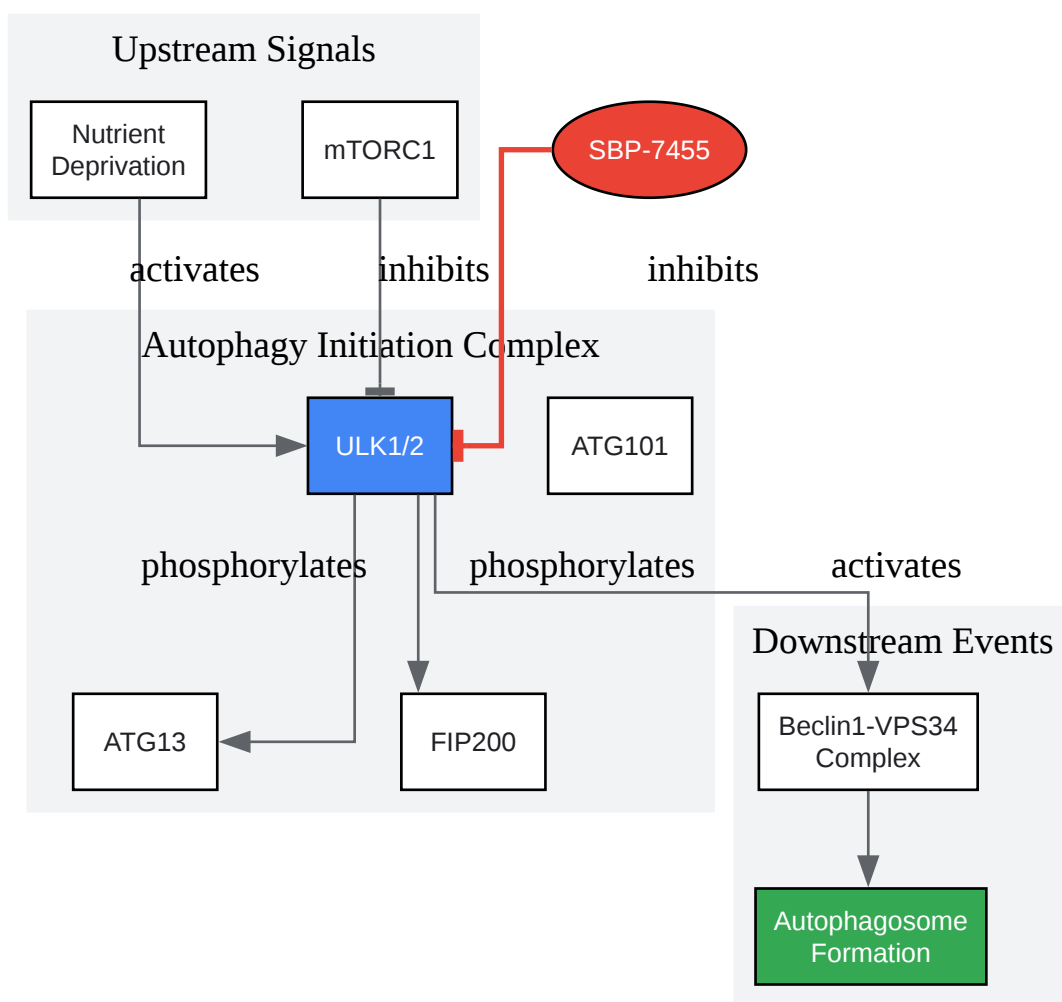 Upstream Signals
Nutrient
Deprivation
mTORC1
SBP-7455
activates
inhibits
inhibits
Autophagy Initiation Complex
ULK1/2
ATG101
phosphorylates
phosphorylates
activates
Downstream Events
ATG13
FIP200
Beclin1-VPS34
Complex
Autophagosome
Formation